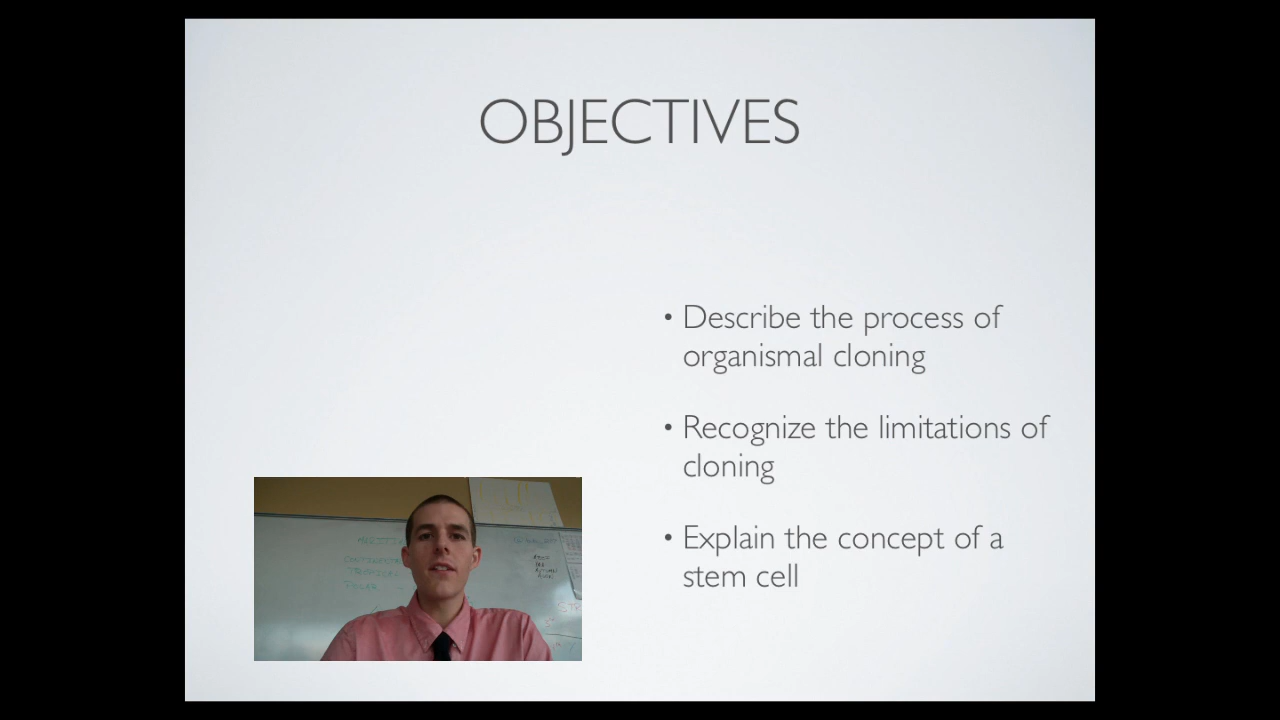 OBJECTIVES
• Describe the process of
organismal cloning
• Recognize the limitations of
cloning
• Explain the concept of a
stem cell